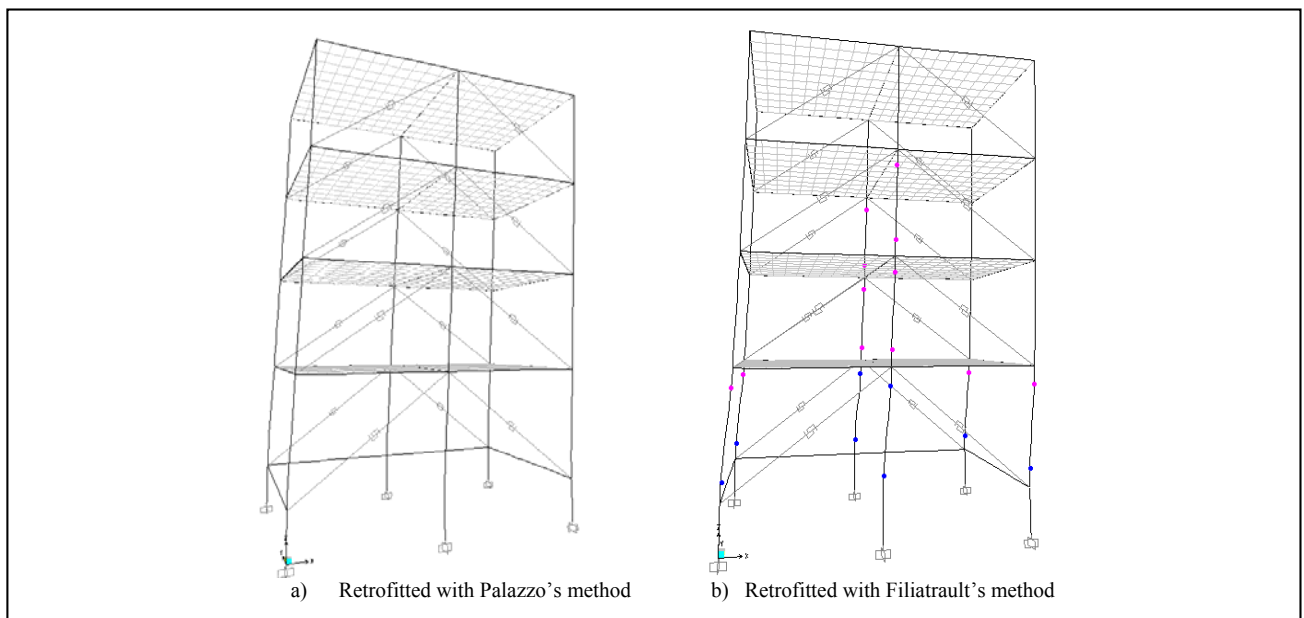 Z
Y
X
Z
Y
X
a) Retrofitted with Palazzo’s method
b) Retrofitted with Filiatrault’s method